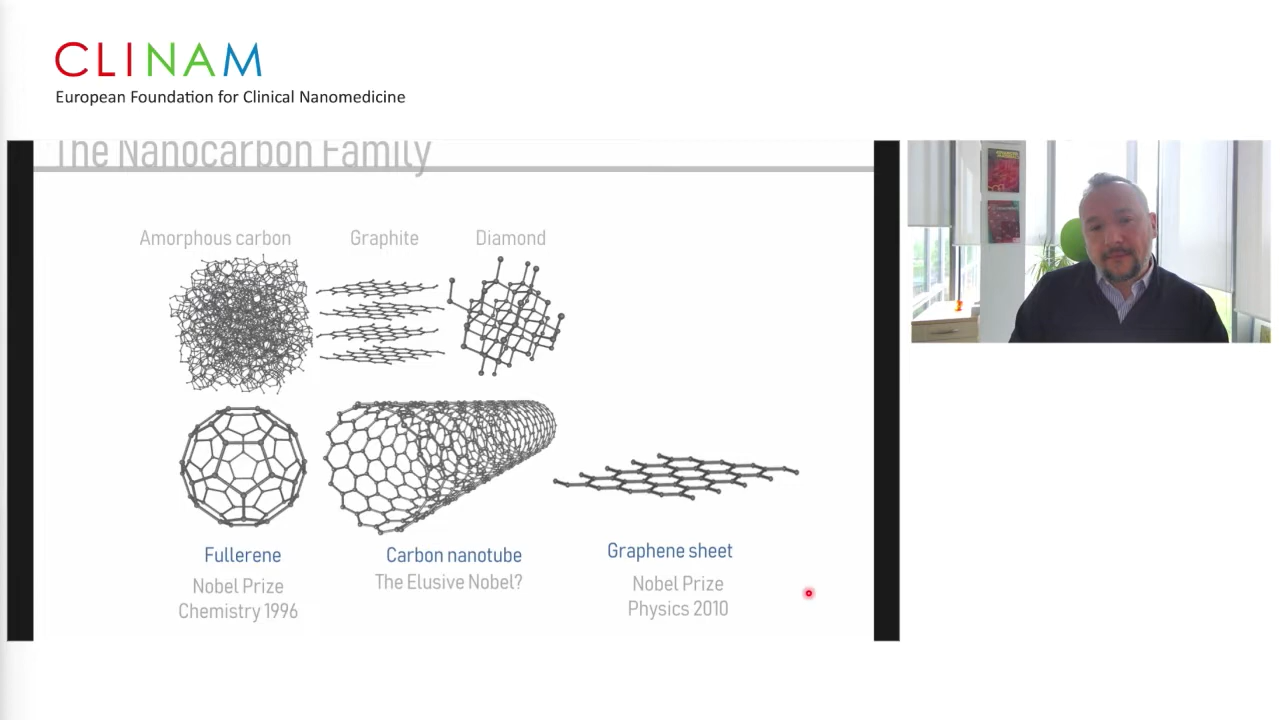 CLINAM
European Foundation for Clinical Nanomedicine
The Nanocarbon Family
Amorphous carbon
Graphite
Diamond
Fullerene
Nobel Prize
Chemistry 1996
Carbon nanotube
The Elusive Nobel?
Graphene sheet
Nobel Prize
Physics 2010